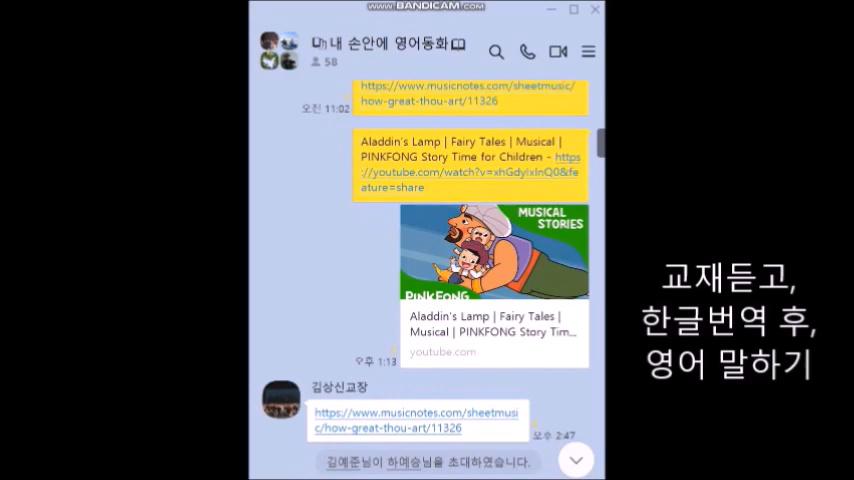 www.BANDICAM.com
내 손안에 영어동화
58
https://www.musicnotes.com/sheetmusic/
how-great-thou-art/11326
오전 11:02
Aladdin's Lamp | Fairy Tales | Musical |
PINKFONG Story Time for Children - https
://youtube.com/watch?v=xhGdyIxInQ0&fe
ature=share
MUSICAL
STORIES
PINKFONG
Aladdin's Lamp | Fairy Tales |
Musical | PINKFONG Story Tim...
youtube.com
오후 1:13
김상신교장
https://www.musicnotes.com/sheetmusi
c/how-great-thou-art/11326
오후 2:47
김예준님이 하예승님을 초대하였습니다.
교재듣고,
한글번역 후,
영어 말하기